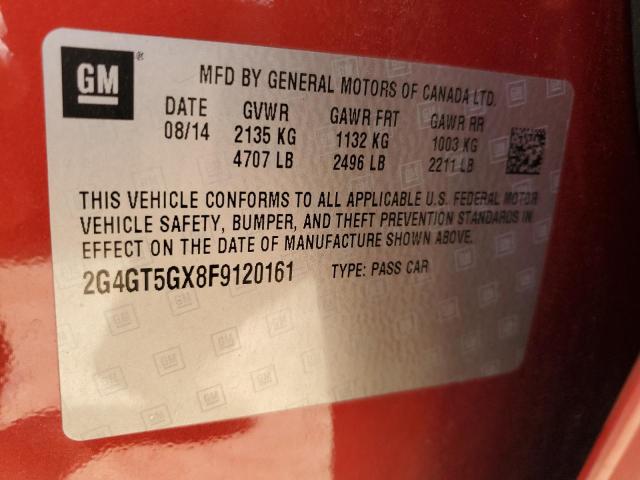 GM ®
MFD BY GENERAL MOTORS OF CANADA LTD.
DATE GVWR GAWR FRT GAWR RR
08/14 2135 KG 1132 KG 1003 KG
4707 LB 2496 LB 2211 LB
THIS VEHICLE CONFORMS TO ALL APPLICABLE U.S. FEDERAL MOTOR
VEHICLE SAFETY, BUMPER, AND THEFT PREVENTION STANDARDS IN
EFFECT ON THE DATE OF MANUFACTURE SHOWN ABOVE.
2G4GT5GX8F9120161 TYPE: PASS CAR